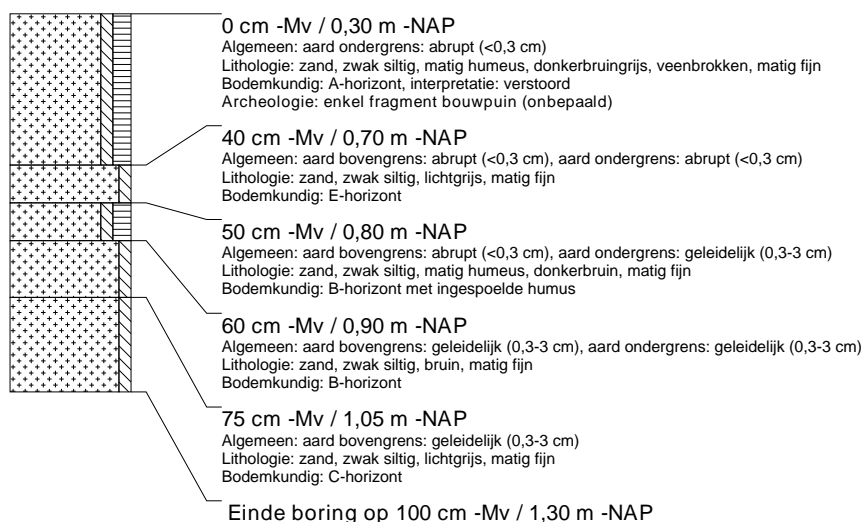 0 cm -Mv / 0,30 m -NAP
Algemeen: aard ondergrens: abrupt (<0,3 cm)
Lithologie: zand, zwak siltig, matig humeus, donkerbruingrijs, veenbrokken, matig fijn
Bodemkundig: A-horizont, interpretatie: verstoord
Archeologie: enkel fragment bouwpuin (onbepaald)
40 cm -Mv / 0,70 m -NAP
Algemeen: aard bovengrens: abrupt (<0,3 cm), aard ondergrens: abrupt (<0,3 cm)
Lithologie: zand, zwak siltig, lichtgrijs, matig fijn
Bodemkundig: E-horizont
50 cm -Mv / 0,80 m -NAP
Algemeen: aard bovengrens: abrupt (<0,3 cm), aard ondergrens: geleidelijk (0,3-3 cm)
Lithologie: zand, zwak siltig, matig humeus, donkerbruin, matig fijn
Bodemkundig: B-horizont met ingespoelde humus
60 cm -Mv / 0,90 m -NAP
Algemeen: aard bovengrens: geleidelijk (0,3-3 cm), aard ondergrens: geleidelijk (0,3-3 cm)
Lithologie: zand, zwak siltig, bruin, matig fijn
Bodemkundig: B-horizont
75 cm -Mv / 1,05 m -NAP
Algemeen: aard bovengrens: geleidelijk (0,3-3 cm)
Lithologie: zand, zwak siltig, lichtgrijs, matig fijn
Bodemkundig: C-horizont
Einde boring op 100 cm -Mv / 1,30 m -NAP